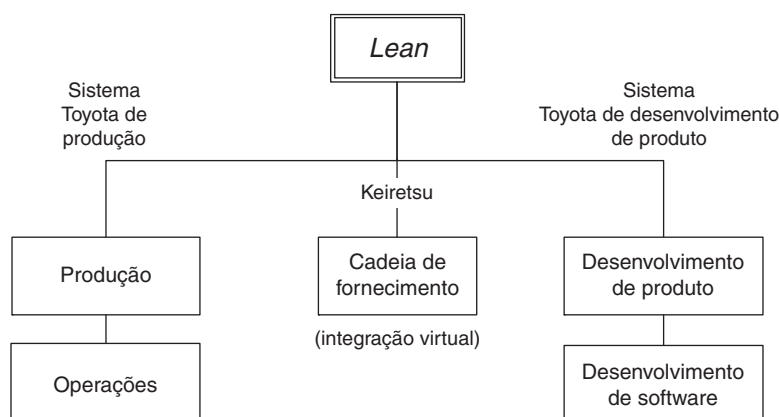 Lean
Sistema
Toyota de
produção
Sistema
Toyota de desenvolvimento
de produto
Keiretsu
Produção
Cadeia de
fornecimento
Desenvolvimento
de produto
(integração virtual)
Operações
Desenvolvimento
de software